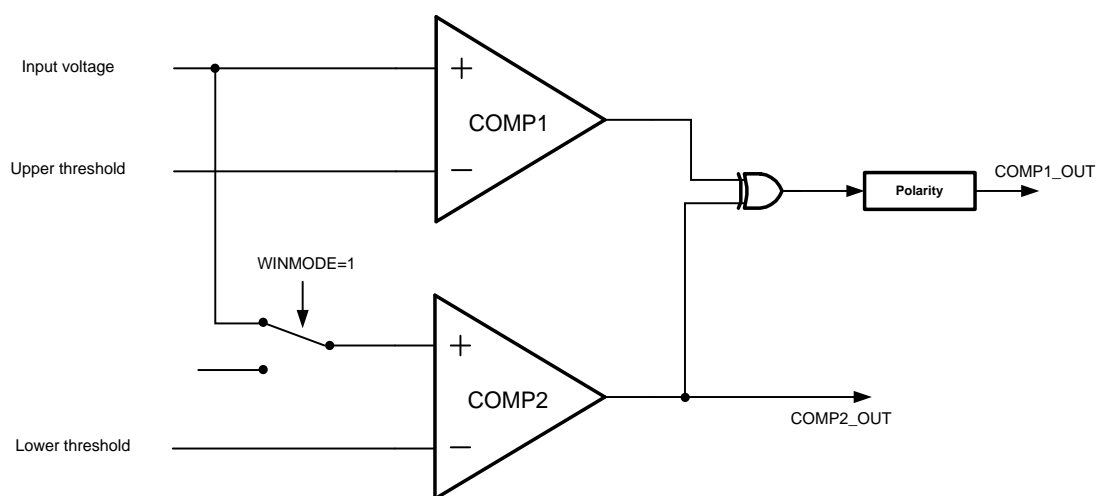 Input voltage
+
COMP1
Upper threshold
−
COMP1_OUT
Polarity
WINMODE=1
+
COMP2
COMP2_OUT
Lower threshold
−